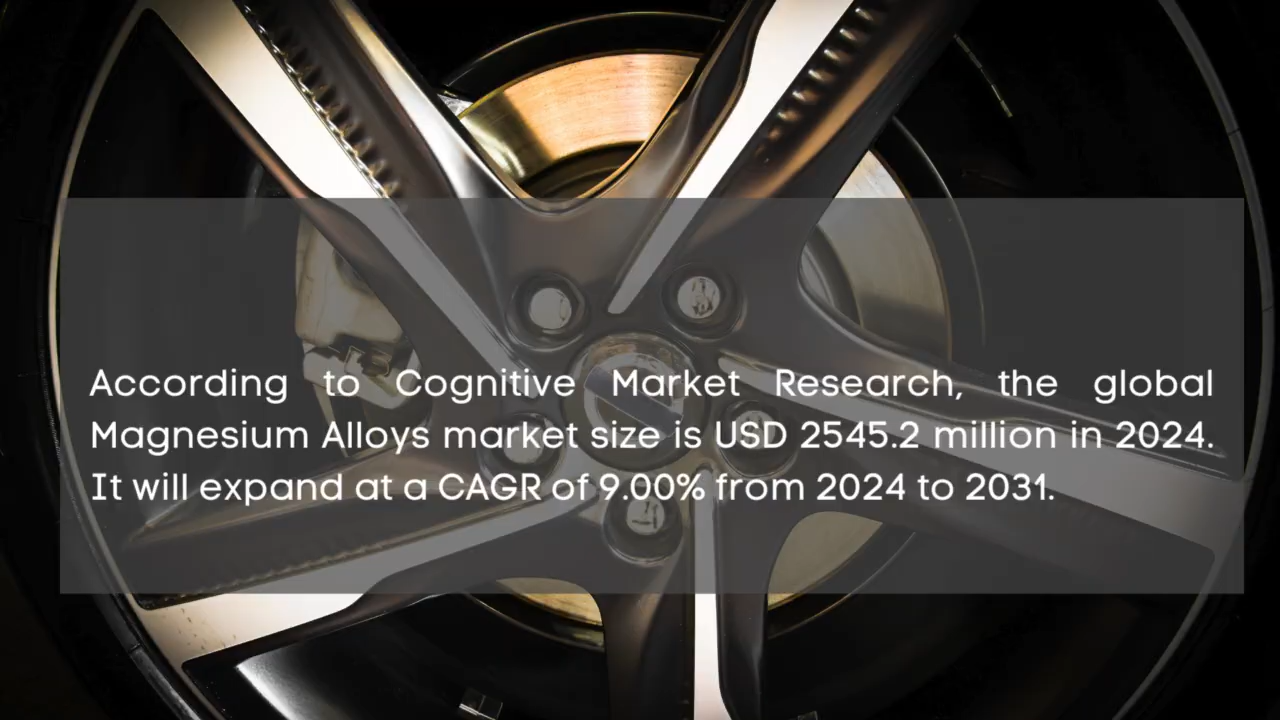 According to Cognitive Market Research, the global
Magnesium Alloys market size is USD 2545.2 million in 2024.
It will expand at a CAGR of 9.00% from 2024 to 2031.